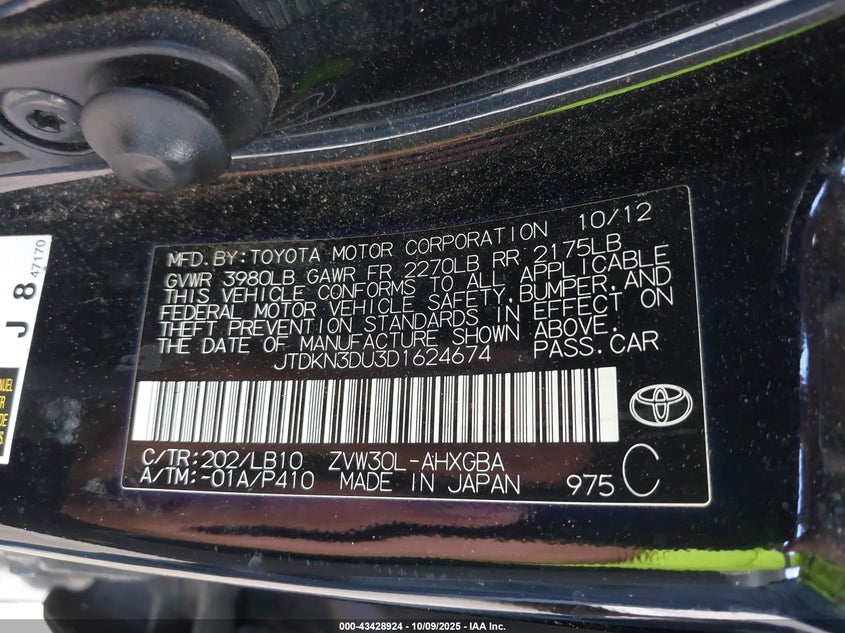 MFD. BY: TOYOTA MOTOR CORPORATION 10/12
GVWR 3980LB GAWR FR 2270LB RR 2175LB
THIS VEHICLE CONFORMS TO ALL APPLICABLE
FEDERAL MOTOR VEHICLE SAFETY, BUMPER, AND
THEFT PREVENTION STANDARDS IN EFFECT ON
THE DATE OF MANUFACTURE SHOWN ABOVE.
JTDKN3DU3D1624674 PASS.CAR
C/TR:202/LB10 ZVW30L-AHXGBA
A/TM:-01A/P410 MADE IN JAPAN 975 C
J 8 47170
000-43428924 - 10/09/2025 - IAA Inc.